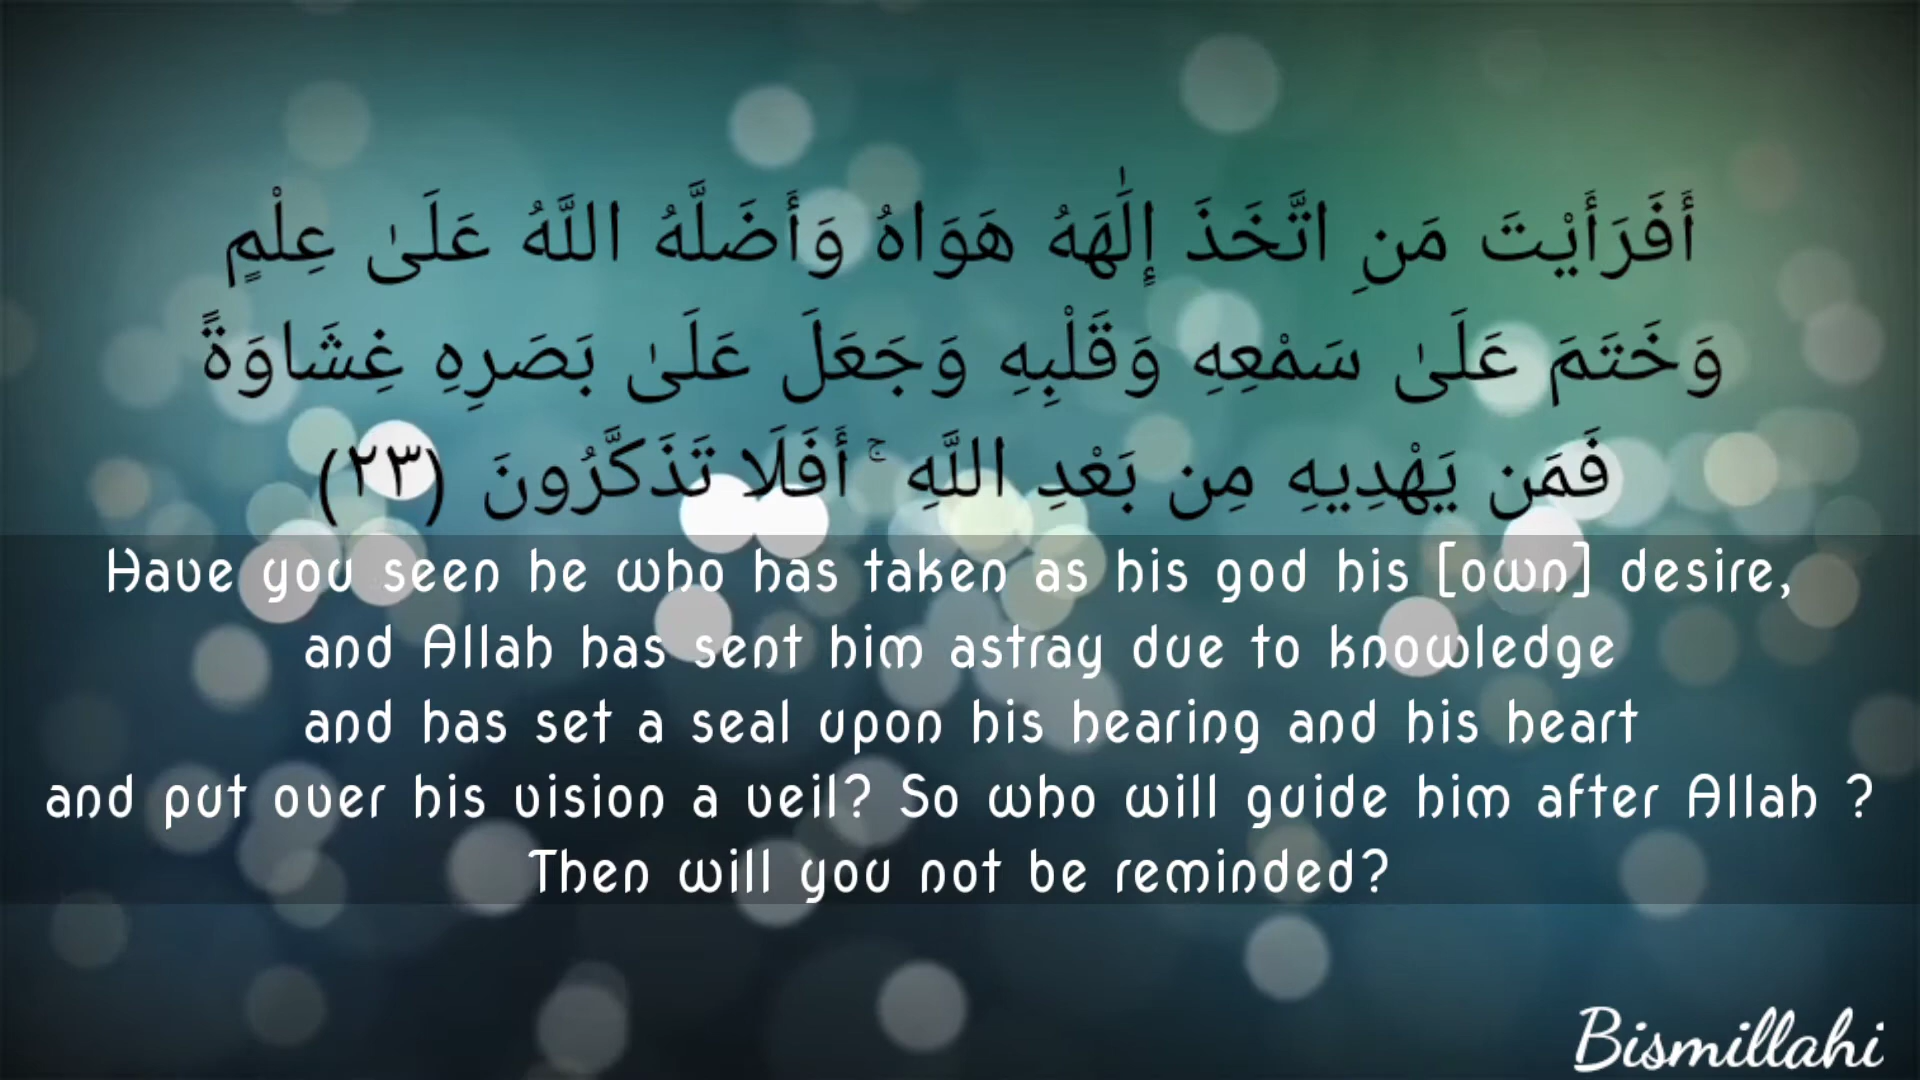 أَفَرَأَيْتَ مَنِ اتَّخَذَ إِلَٰهَهُ هَوَاهُ وَأَضَلَّهُ اللَّهُ عَلَىٰ عِلْمٍ
وَخَتَمَ عَلَىٰ سَمْعِهِ وَقَلْبِهِ وَجَعَلَ عَلَىٰ بَصَرِهِ غِشَاوَةً
فَمَن يَهْدِيهِ مِن بَعْدِ اللَّهِ ۚ أَفَلَا تَذَكَّرُونَ (٢٣)
Have you seen he who has taken as his god his [own] desire,
and Allah has sent him astray due to knowledge
and has set a seal upon his hearing and his heart
and put over his vision a veil? So who will guide him after Allah ?
Then will you not be reminded?
Bismillahi